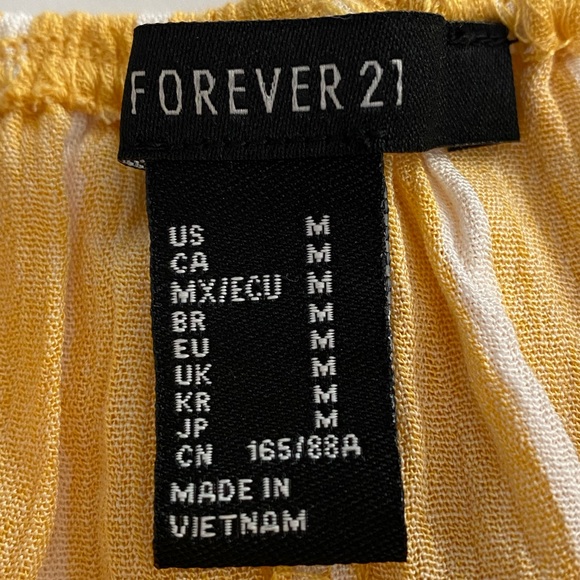 FOREVER 21
US M
CA M
MX/ECU M
BR M
EU M
UK M
KR M
JP M
CN 165/88A
MADE IN
VIETNAM